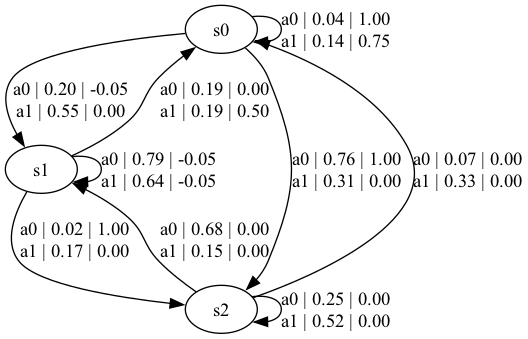 s0
a0 | 0.04 | 1.00
a1 | 0.14 | 0.75
a0 | 0.20 | -0.05
a1 | 0.55 | 0.00
a0 | 0.19 | 0.00
a1 | 0.19 | 0.50
s1
a0 | 0.79 | -0.05
a1 | 0.64 | -0.05
a0 | 0.76 | 1.00
a1 | 0.31 | 0.00
a0 | 0.07 | 0.00
a1 | 0.33 | 0.00
a0 | 0.02 | 1.00
a1 | 0.17 | 0.00
a0 | 0.68 | 0.00
a1 | 0.15 | 0.00
s2
a0 | 0.25 | 0.00
a1 | 0.52 | 0.00